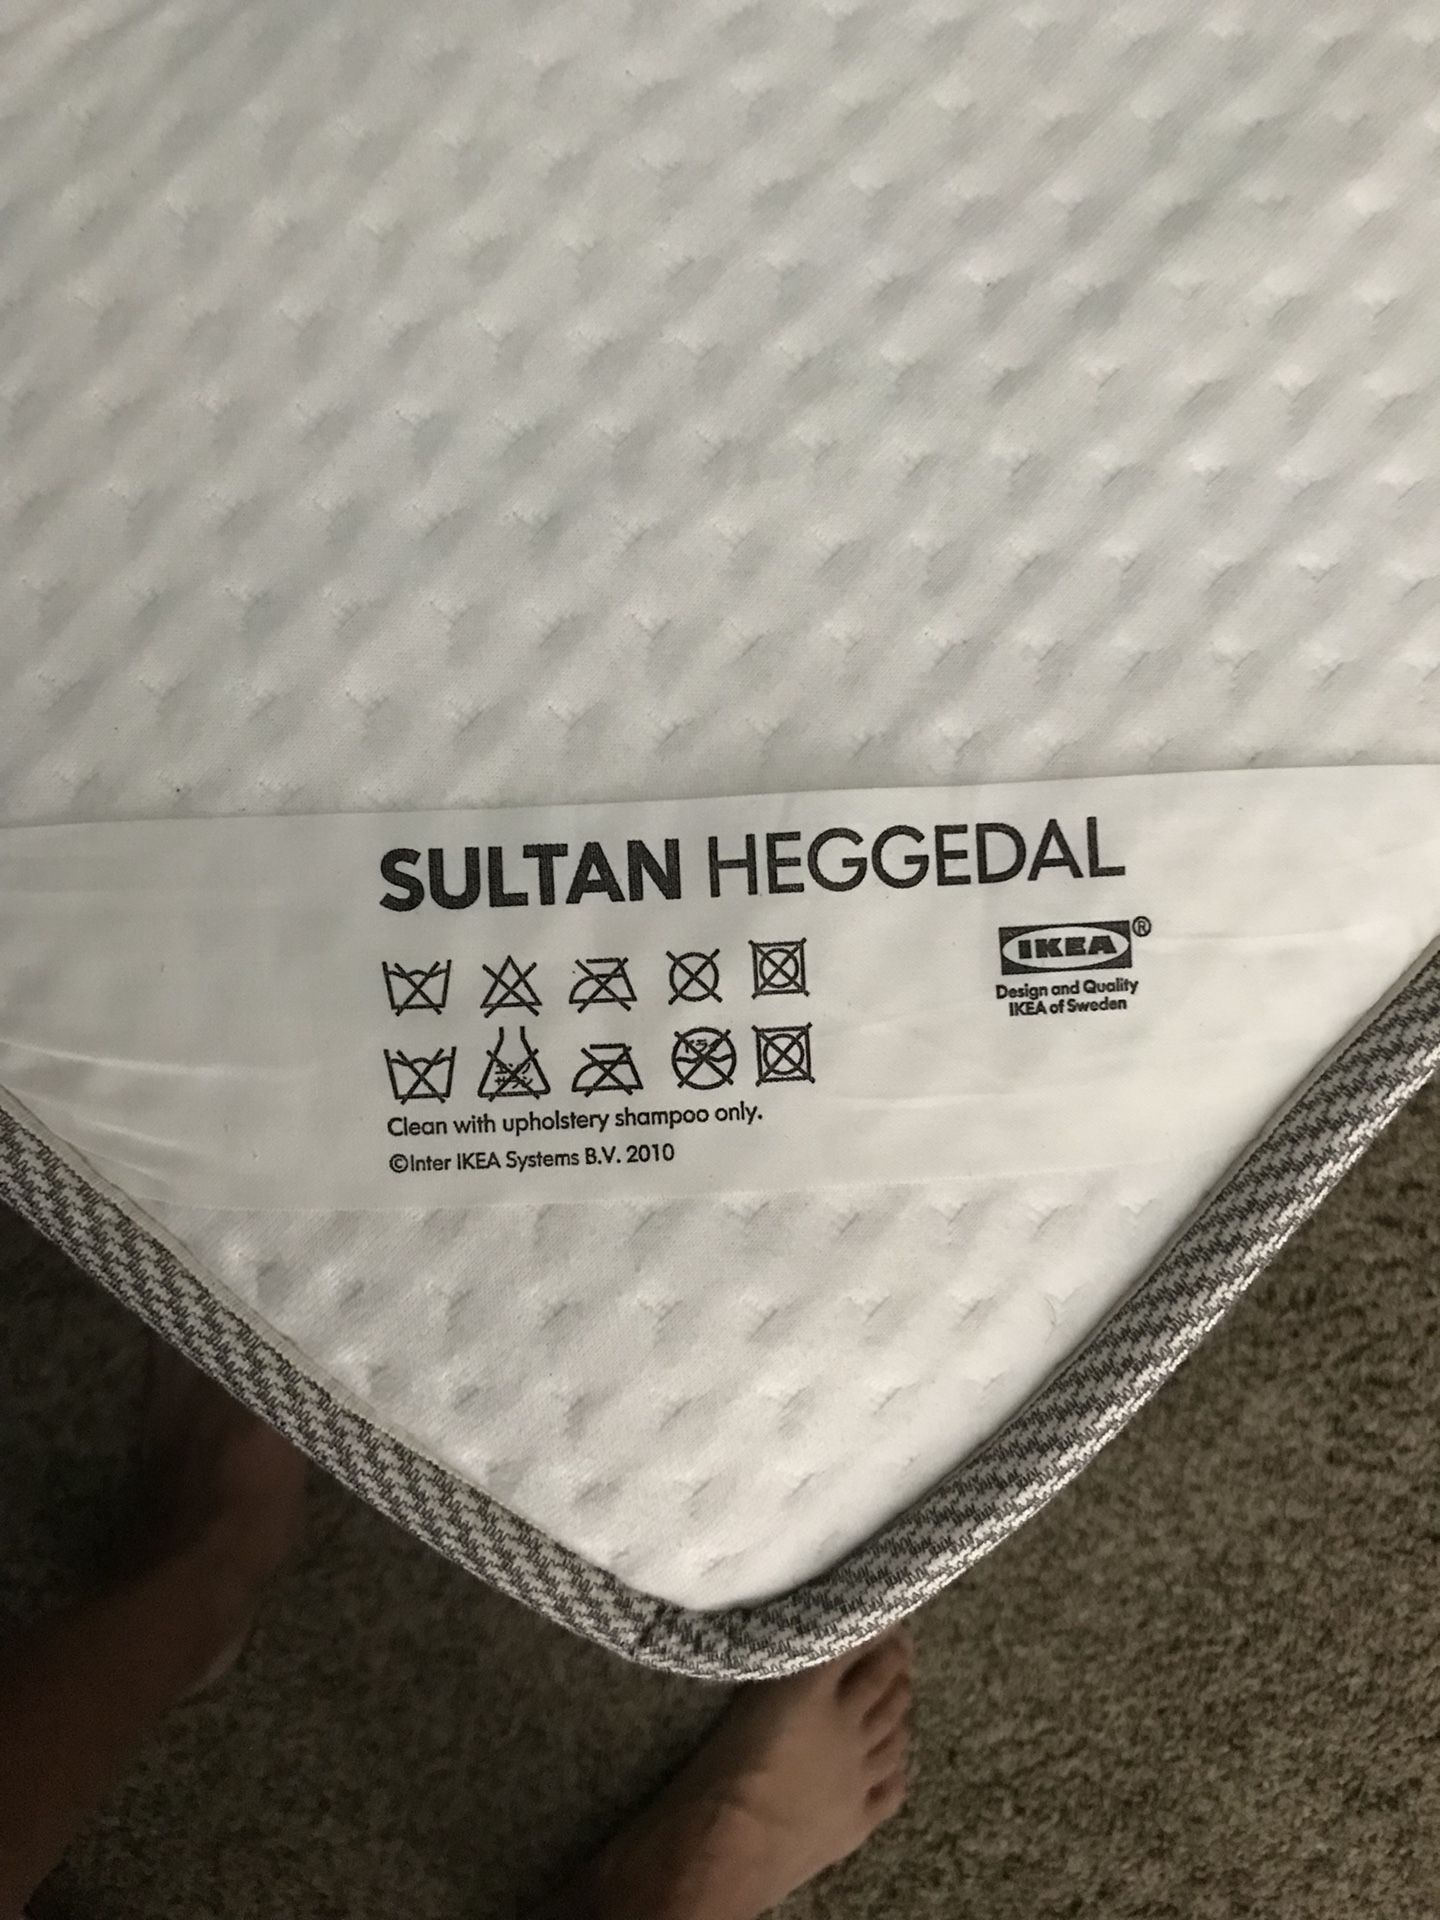 SULTAN HEGGEDAL
IKEA®
Design and Quality
IKEA of Sweden
Clean with upholstery shampoo only.
©Inter IKEA Systems B.V. 2010